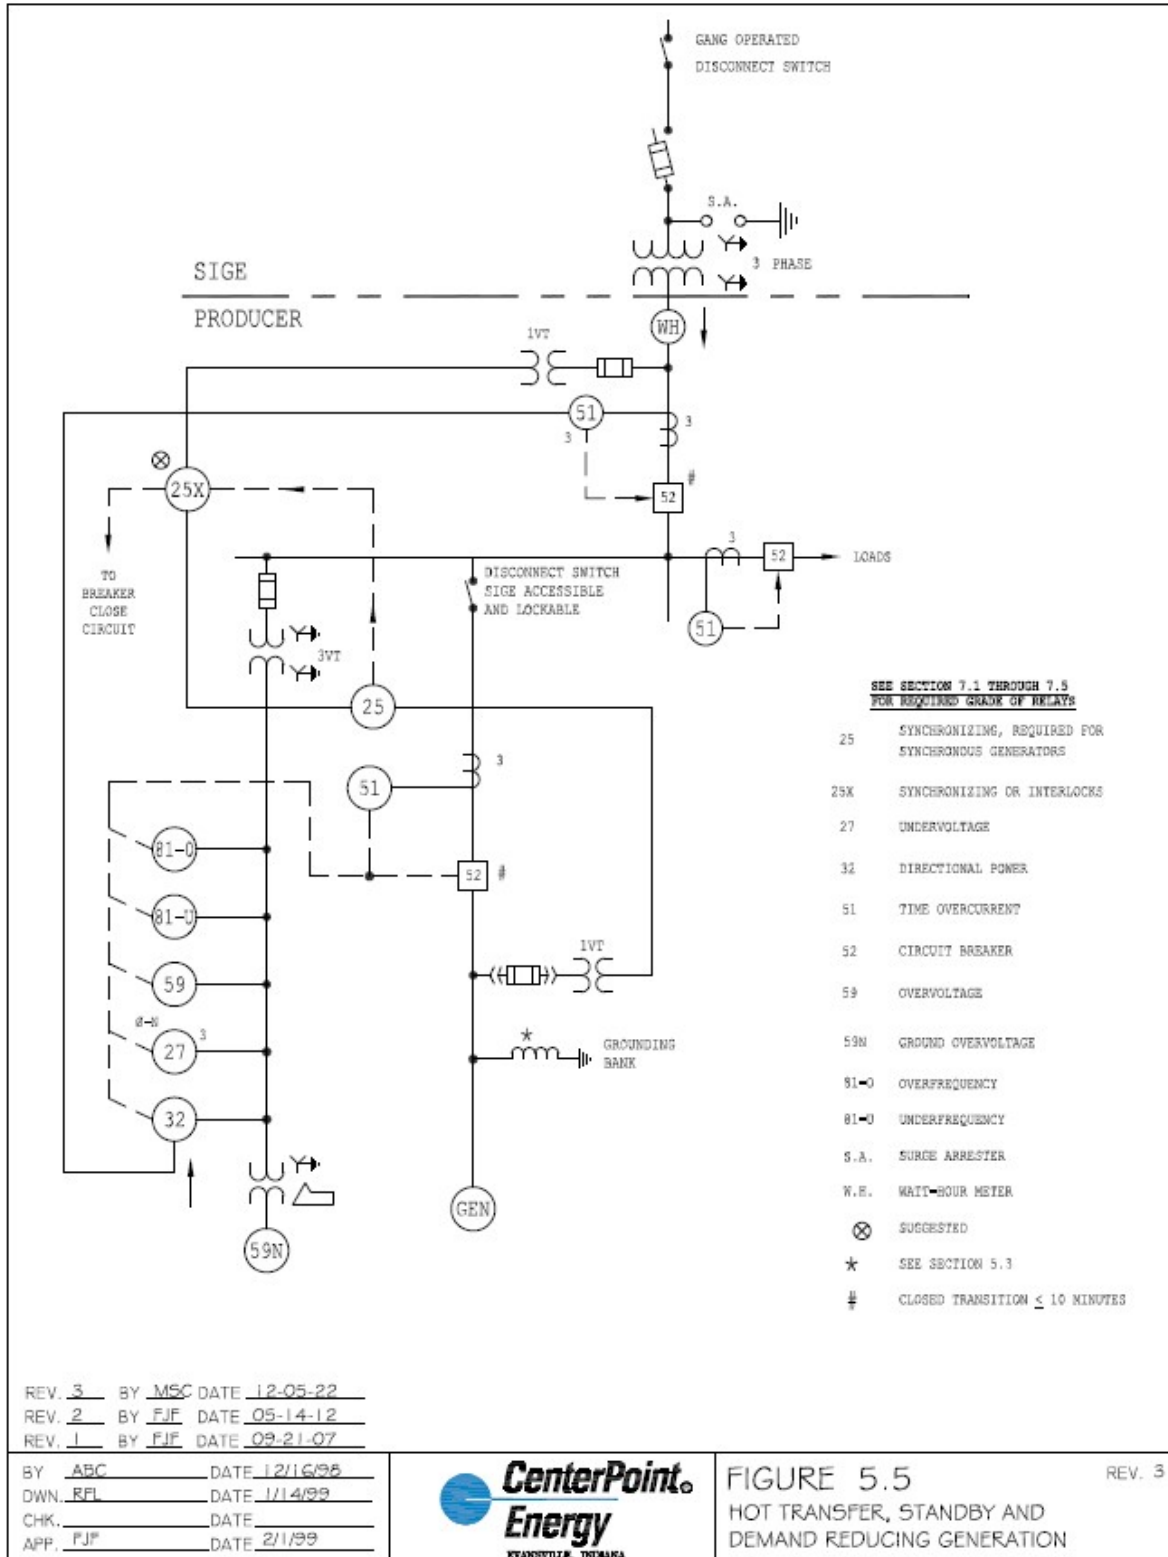 GANG OPERATED
DISCONNECT SWITCH
S.A.
3 PHASE
SIGE
PRODUCER
WH
1VT
51
3
3
#
52
25X
3
52
LOADS
TO
BREAKER
CLOSE
CIRCUIT
DISCONNECT SWITCH
SIGE ACCESSIBLE
AND LOCKABLE
51
3VT
25
3
51
SEE SECTION 7.1 THROUGH 7.5
FOR REQUIRED GRADE OF RELAYS
25 SYNCHRONIZING, REQUIRED FOR
SYNCHRONOUS GENERATORS
25X SYNCHRONIZING OR INTERLOCKS
27 UNDERVOLTAGE
32 DIRECTIONAL POWER
51 TIME OVERCURRENT
52 CIRCUIT BREAKER
59 OVERVOLTAGE
59N GROUND OVERVOLTAGE
81-O OVERFREQUENCY
81-U UNDERFREQUENCY
S.A. SURGE ARRESTER
W.H. WATT-HOUR METER
SUGGESTED
* SEE SECTION 5.3
# CLOSED TRANSITION ≤ 10 MINUTES
81-O
52 #
81-U
1VT
59
Ø-N
27 3
*
GROUNDING
BANK
32
GEN
59N
REV. 3 BY MSC DATE 12-05-22
REV. 2 BY FJF DATE 05-14-12
REV. 1 BY FJF DATE 09-21-07
BY ABC DATE 12/16/98
DWN. RFL DATE 1/14/99
CHK. DATE
APP. FJF DATE 2/1/99
CenterPoint.
Energy
EVANSVILLE, INDIANA
FIGURE 5.5 REV. 3
HOT TRANSFER, STANDBY AND
DEMAND REDUCING GENERATION